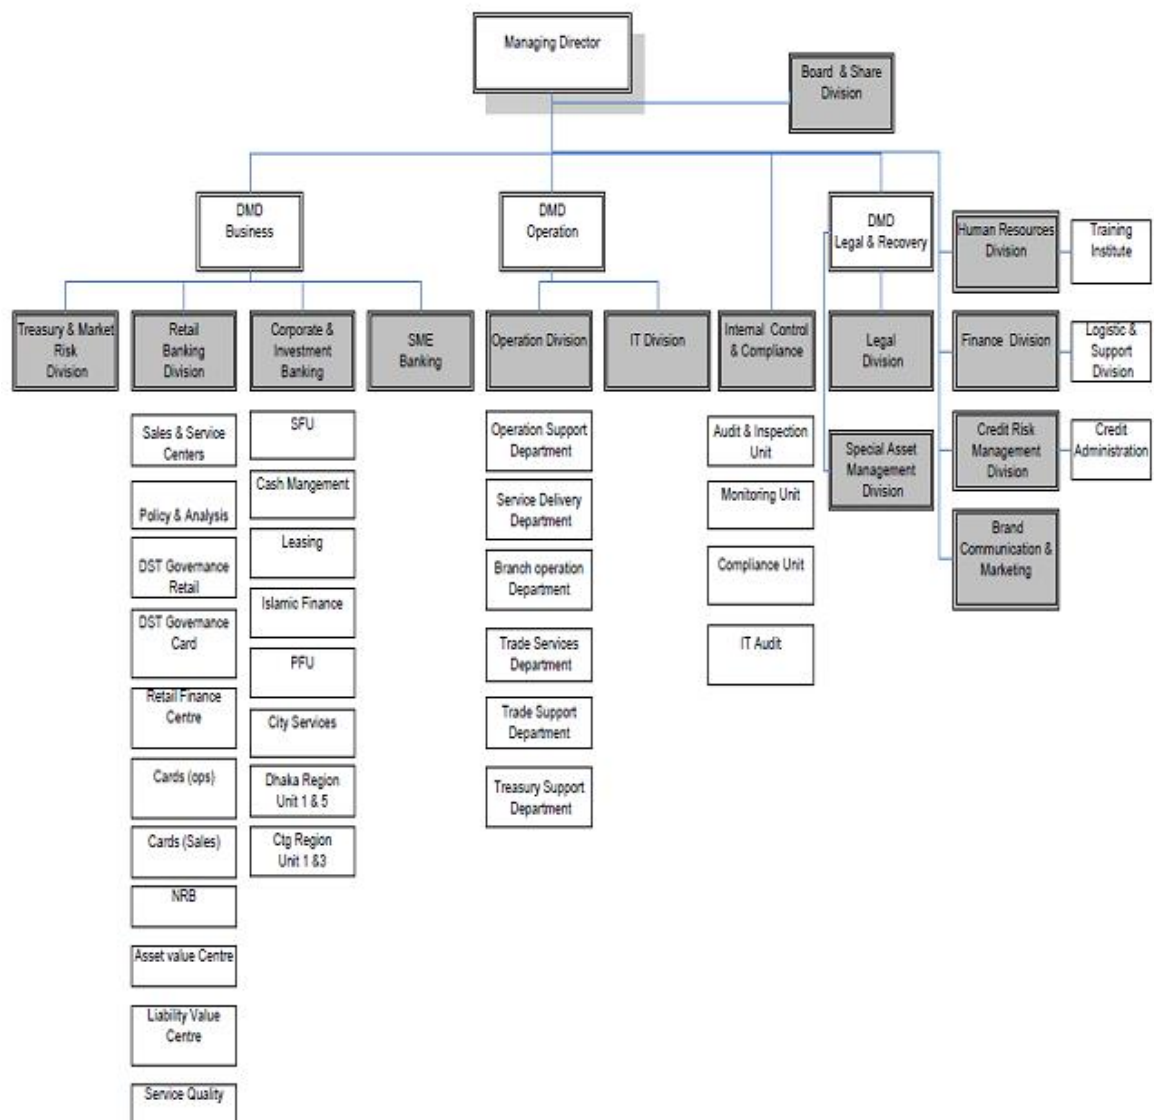 Managing Director
Board & Share
Division
DMD
Business
DMD
Operation
DMD
Legal & Recovery
Human Resources
Division
Training
Institute
Treasury & Market
Risk
Division
Retail
Banking
Division
Corporate &
Investment
Banking
SME
Banking
Operation Division
IT Division
Internal Control
& Compliance
Legal
Division
Finance Division
Logistic &
Support
Division
Sales & Service
Centers
Policy & Analysis
DST Governance
Retail
DST Governance
Card
Retail Finance
Centre
Cards (ops)
Cards (Sales)
NRB
Asset value Centre
Liability Value
Centre
Service Quality
SFU
Cash Mangement
Leasing
Islamic Finance
PFU
City Services
Dhaka Region
Unit 1 & 5
Ctg Region
Unit 1 &3
Operation Support
Department
Service Delivery
Department
Branch operation
Department
Trade Services
Department
Trade Support
Department
Treasury Support
Department
Audit & Inspection
Unit
Monitoring Unit
Compliance Unit
IT Audit
Special Asset
Management
Division
Credit Risk
Management
Division
Credit
Administration
Brand
Communication &
Marketing